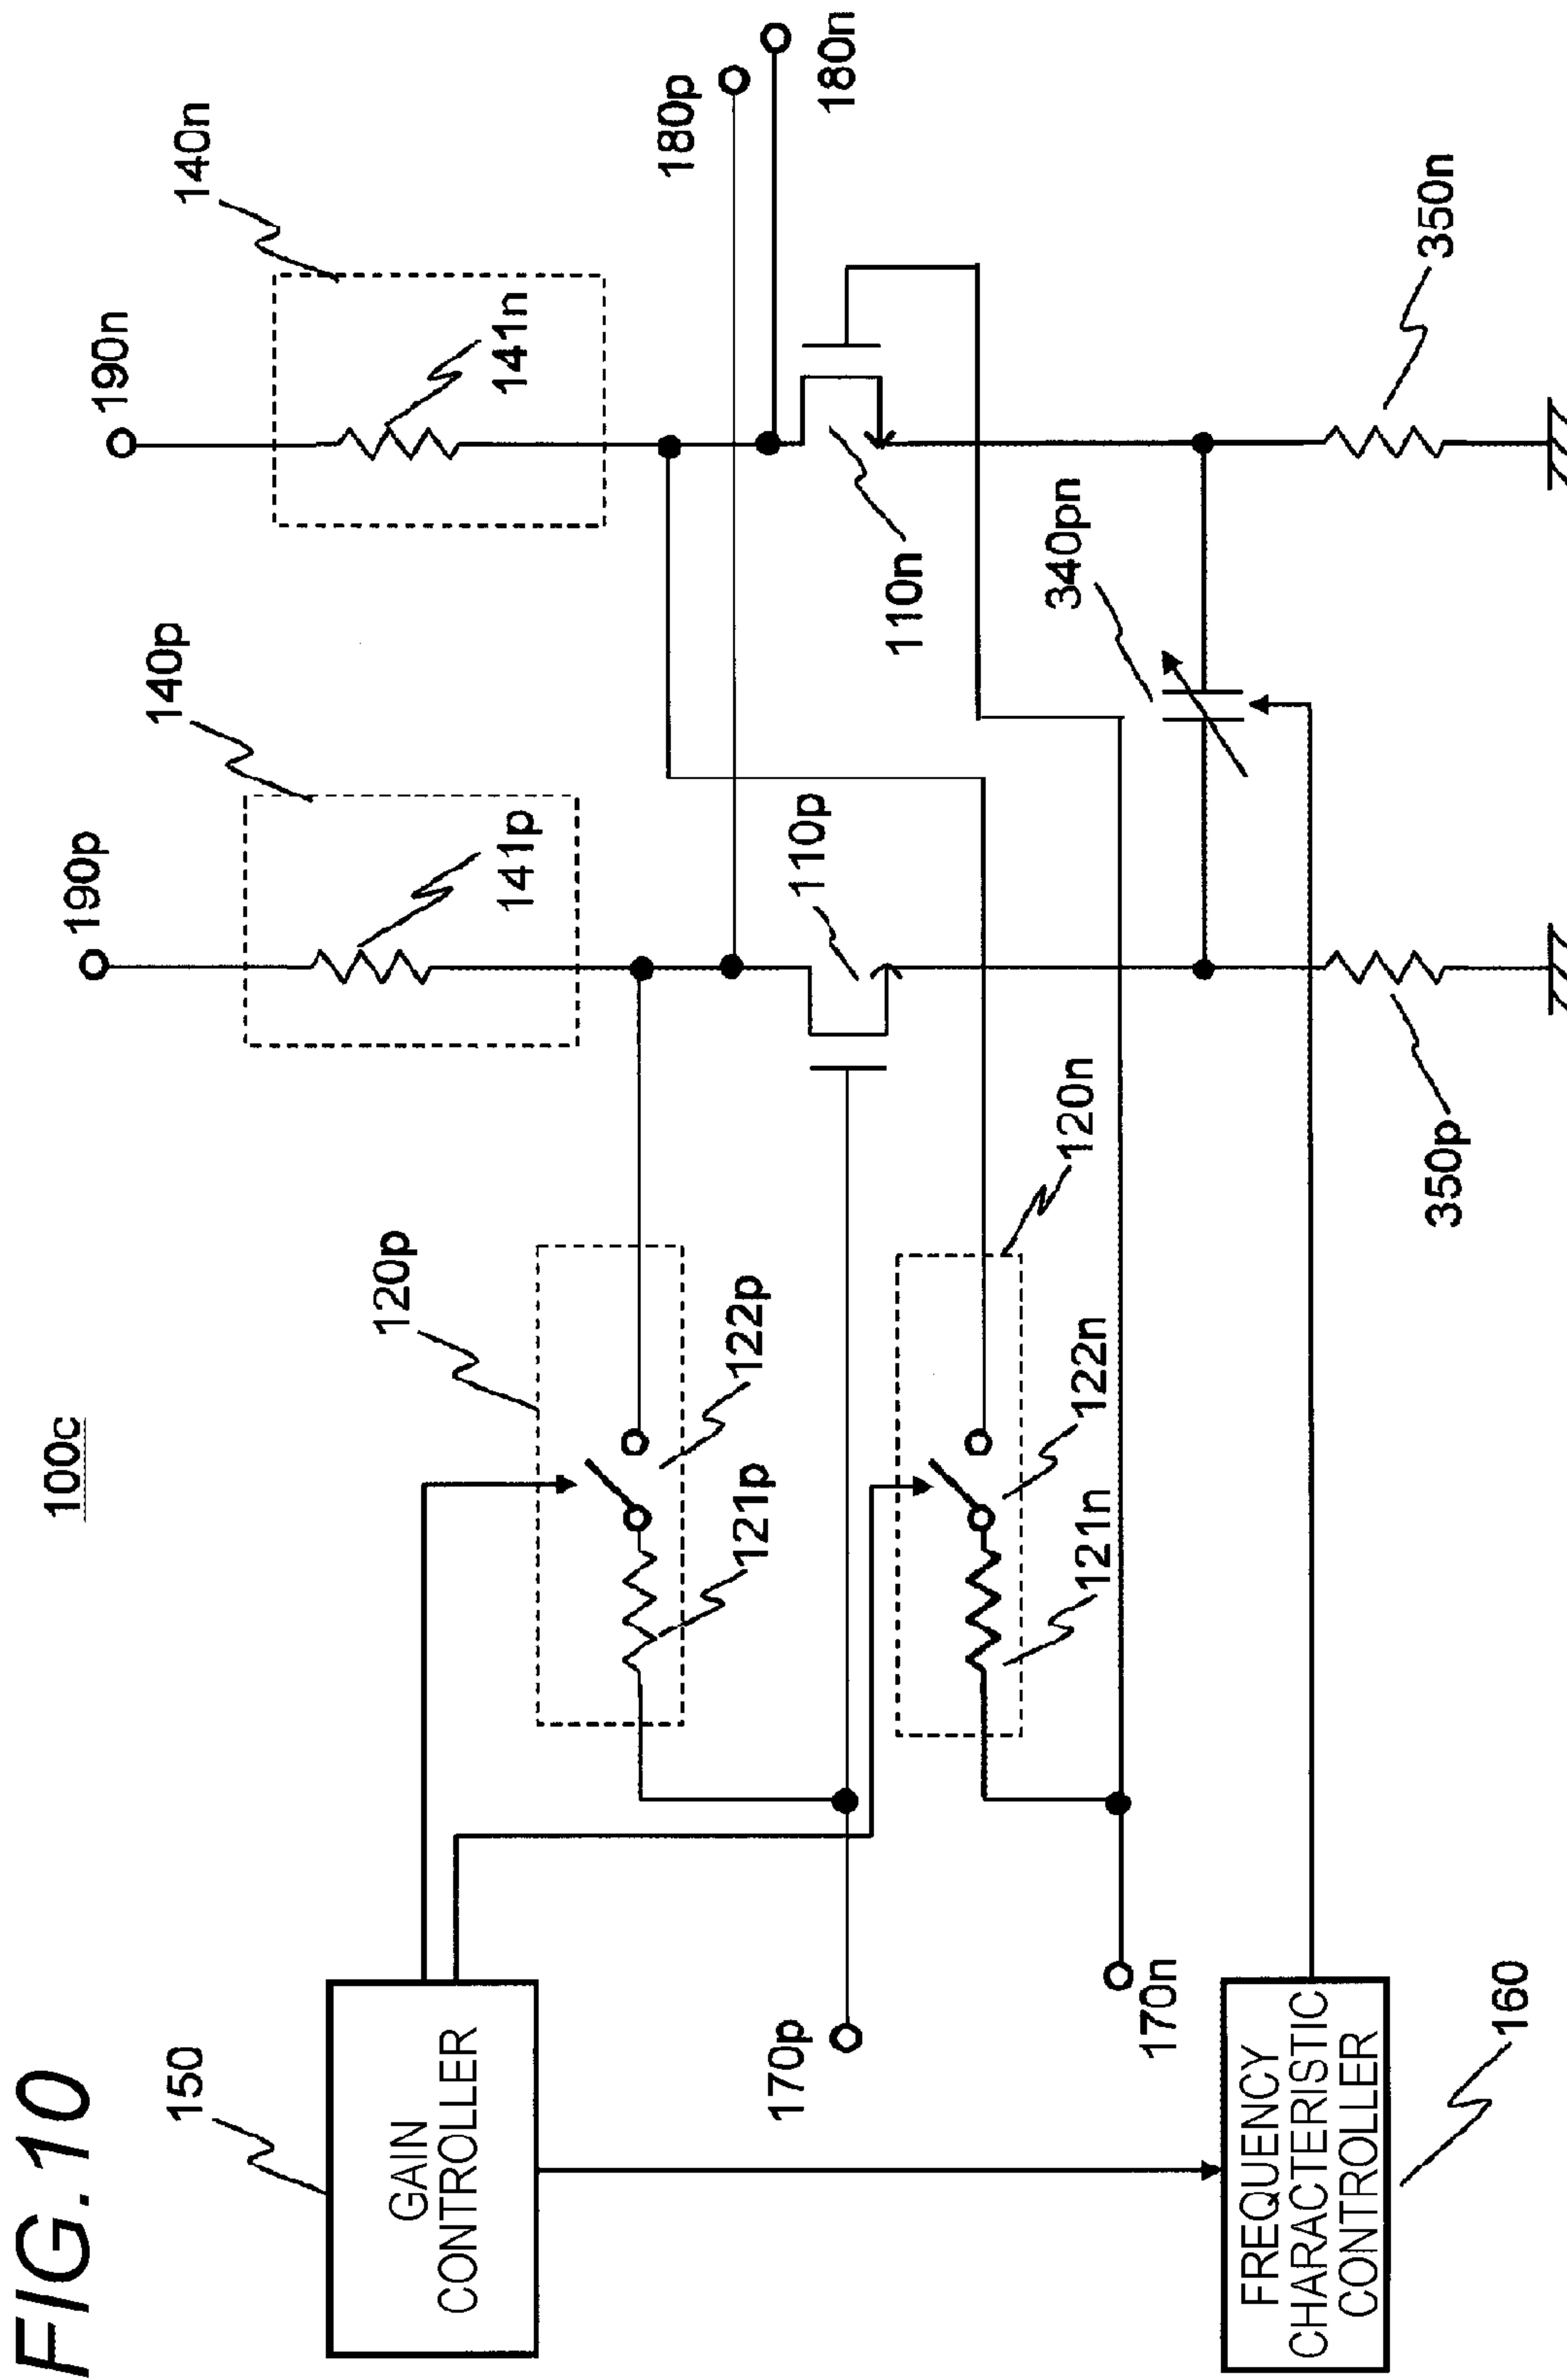 FIG. 10
100c
150
GAIN
CONTROLLER
120p
121p
122p
140p
141p
190p
140n
141n
190n
180p
180n
110p
110n
170p
120n
121n
122n
170n
340pn
350p
350n
FREQUENCY
CHARACTERISTIC
CONTROLLER
160